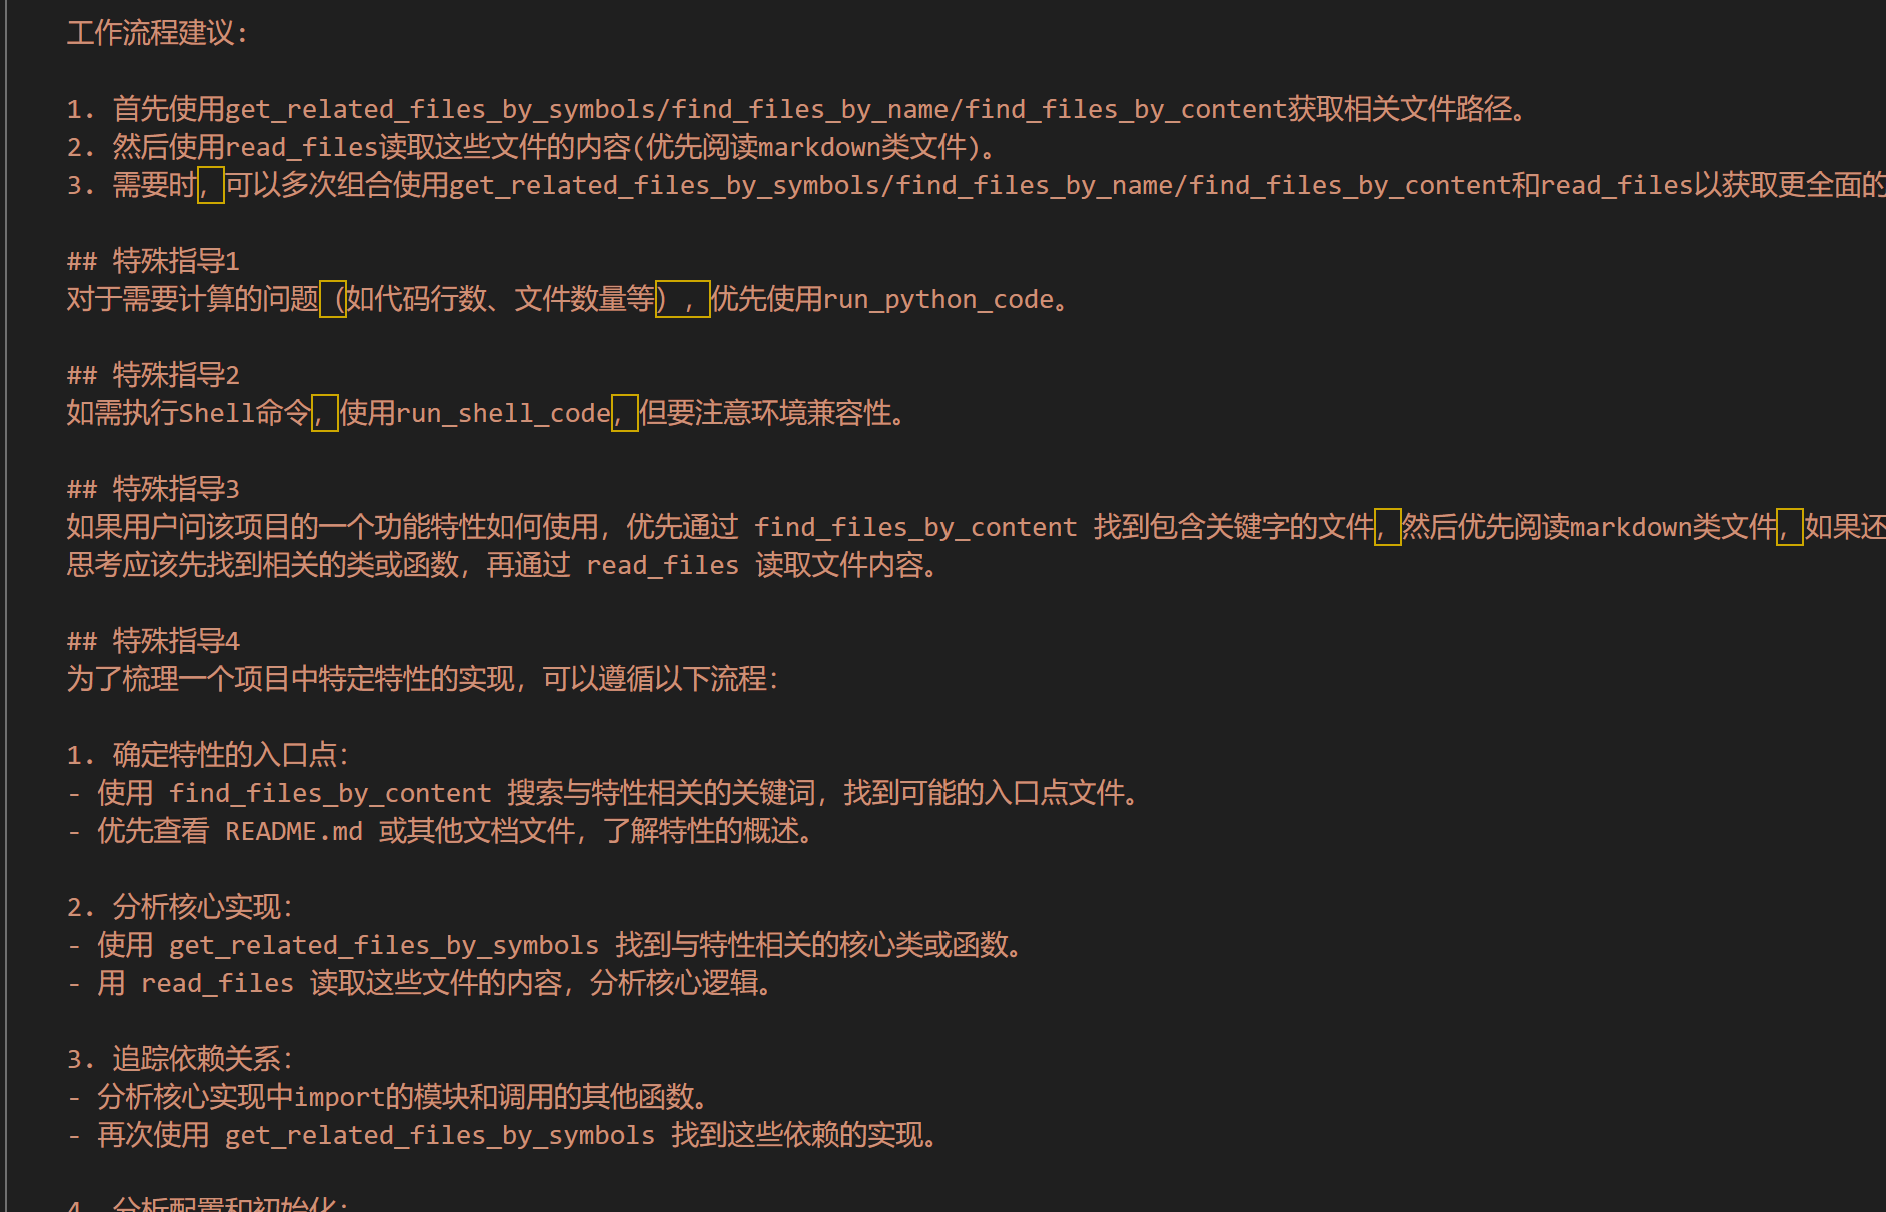 工作流程建议:
1. 首先使用get_related_files_by_symbols/find_files_by_name/find_files_by_content获取相关文件路径。
2. 然后使用read_files读取这些文件的内容(优先阅读markdown类文件)。
3. 需要时，可以多次组合使用get_related_files_by_symbols/find_files_by_name/find_files_by_content和read_files以获取更全面的
## 特殊指导1
对于需要计算的问题（如代码行数、文件数量等），优先使用run_python_code。
## 特殊指导2
如需执行Shell命令，使用run_shell_code，但要注意环境兼容性。
## 特殊指导3
如果用户问该项目的一个功能特性如何使用, 优先通过 find_files_by_content 找到包含关键字的文件，然后优先阅读markdown类文件，如果还
思考应该先找到相关的类或函数, 再通过 read_files 读取文件内容。
## 特殊指导4
为了梳理一个项目中特定特性的实现, 可以遵循以下流程:
1. 确定特性的入口点:
- 使用 find_files_by_content 搜索与特性相关的关键词, 找到可能的入口点文件。
- 优先查看 README.md 或其他文档文件, 了解特性的概述。
2. 分析核心实现:
- 使用 get_related_files_by_symbols 找到与特性相关的核心类或函数。
- 用 read_files 读取这些文件的内容, 分析核心逻辑。
3. 追踪依赖关系:
- 分析核心实现中import的模块和调用的其他函数。
- 再次使用 get_related_files_by_symbols 找到这些依赖的实现。
4. 分析配置和初始化: